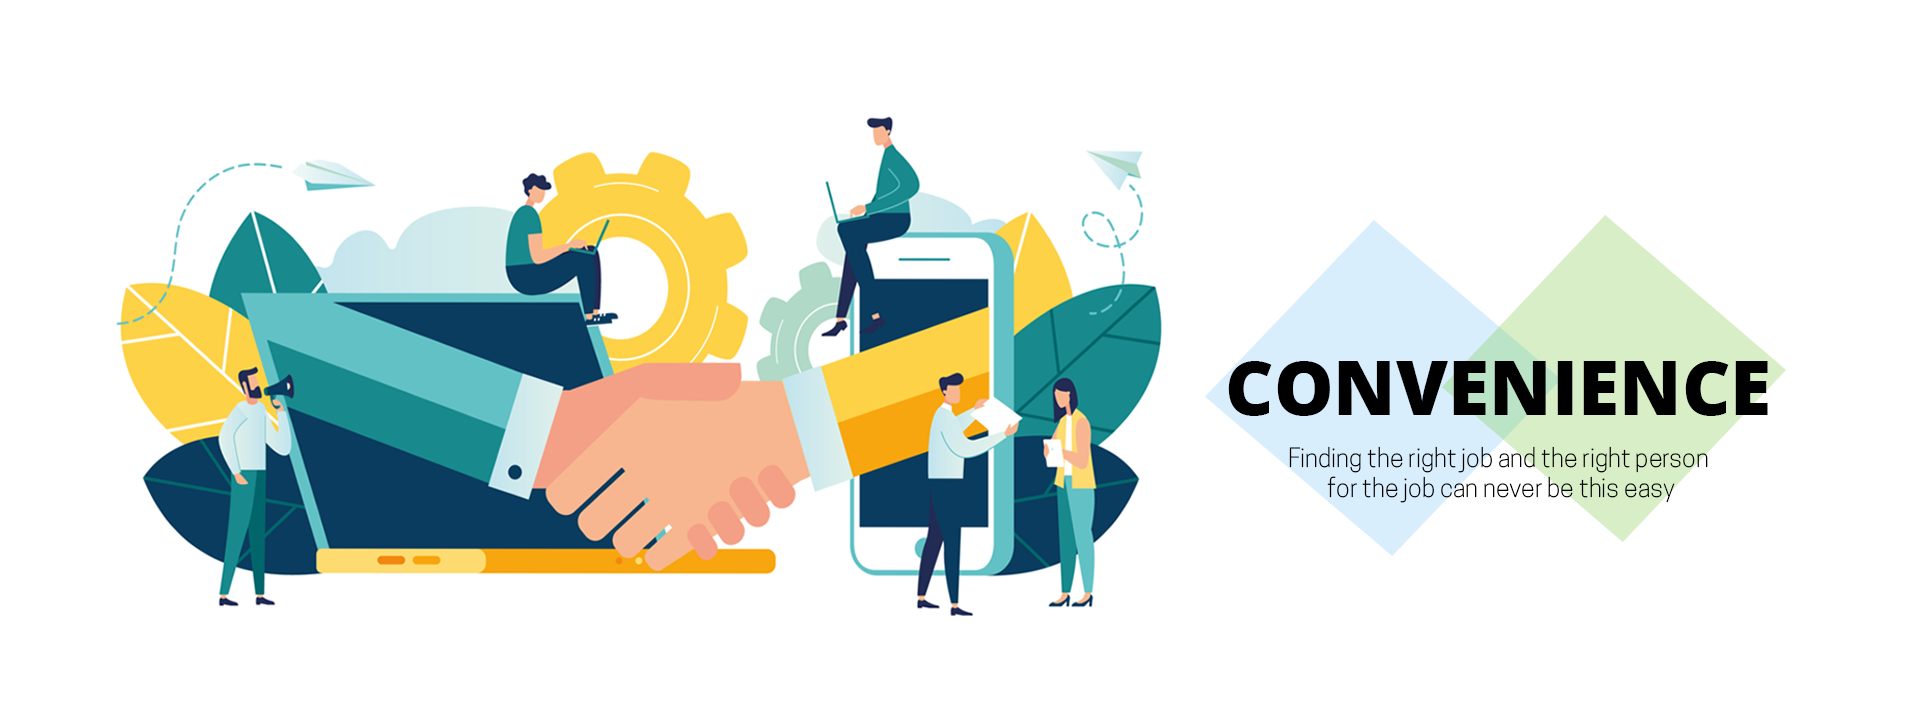 CONVENIENCE
Finding the right job and the right person
for the job can never be this easy